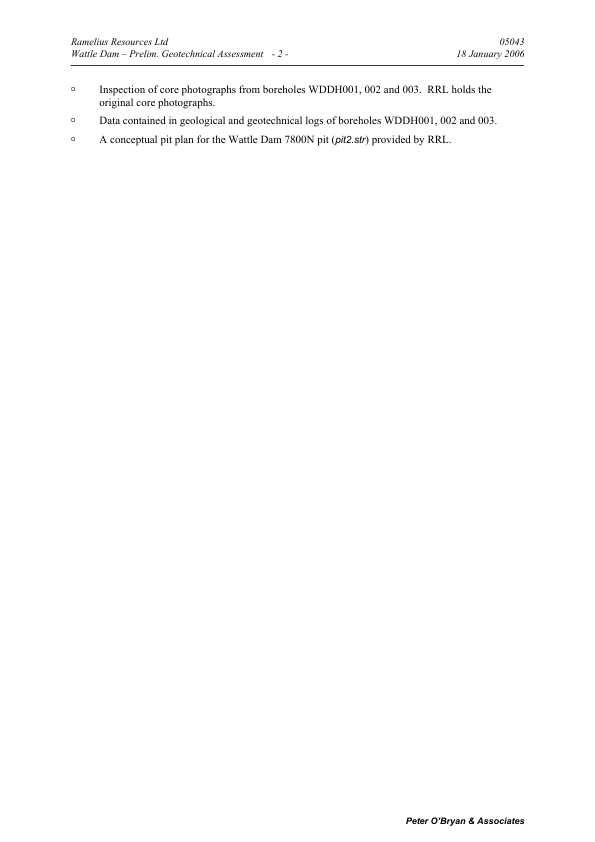 Ramelius Resources Ltd 05043
Wattle Dam – Prelim. Geotechnical Assessment - 2 - 18 January 2006
▫ Inspection of core photographs from boreholes WDDH001, 002 and 003. RRL holds the
original core photographs.
▫ Data contained in geological and geotechnical logs of boreholes WDDH001, 002 and 003.
▫ A conceptual pit plan for the Wattle Dam 7800N pit (pit2.str) provided by RRL.
Peter O'Bryan & Associates